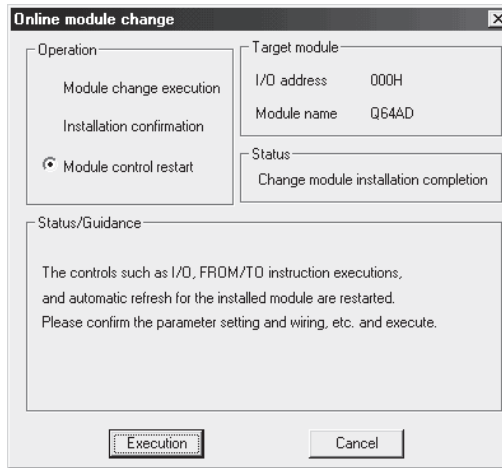 Online module change
Operation
Module change execution
Installation confirmation
Module control restart
Target module
I/O address 000H
Module name Q64AD
Status
Change module installation completion
Status/Guidance
The controls such as I/O, FROM/TO instruction executions,
and automatic refresh for the installed module are restarted.
Please confirm the parameter setting and wiring, etc. and execute.
Execution Cancel